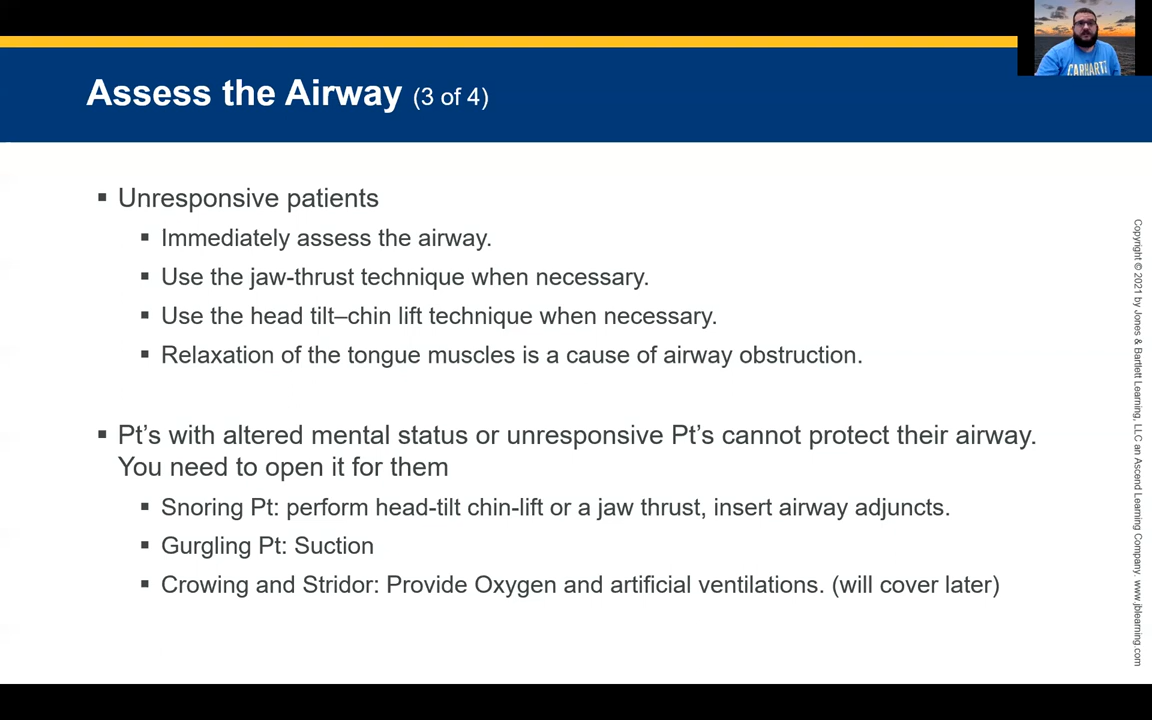 Assess the Airway (3 of 4)
CARHARTT
▪ Unresponsive patients
▪ Immediately assess the airway.
▪ Use the jaw-thrust technique when necessary.
▪ Use the head tilt–chin lift technique when necessary.
▪ Relaxation of the tongue muscles is a cause of airway obstruction.
▪ Pt’s with altered mental status or unresponsive Pt’s cannot protect their airway.
You need to open it for them
▪ Snoring Pt: perform head-tilt chin-lift or a jaw thrust, insert airway adjuncts.
▪ Gurgling Pt: Suction
▪ Crowing and Stridor: Provide Oxygen and artificial ventilations. (will cover later)
Copyright © 2021 by Jones & Bartlett Learning, LLC an Ascend Learning Company. www.jblearning.com